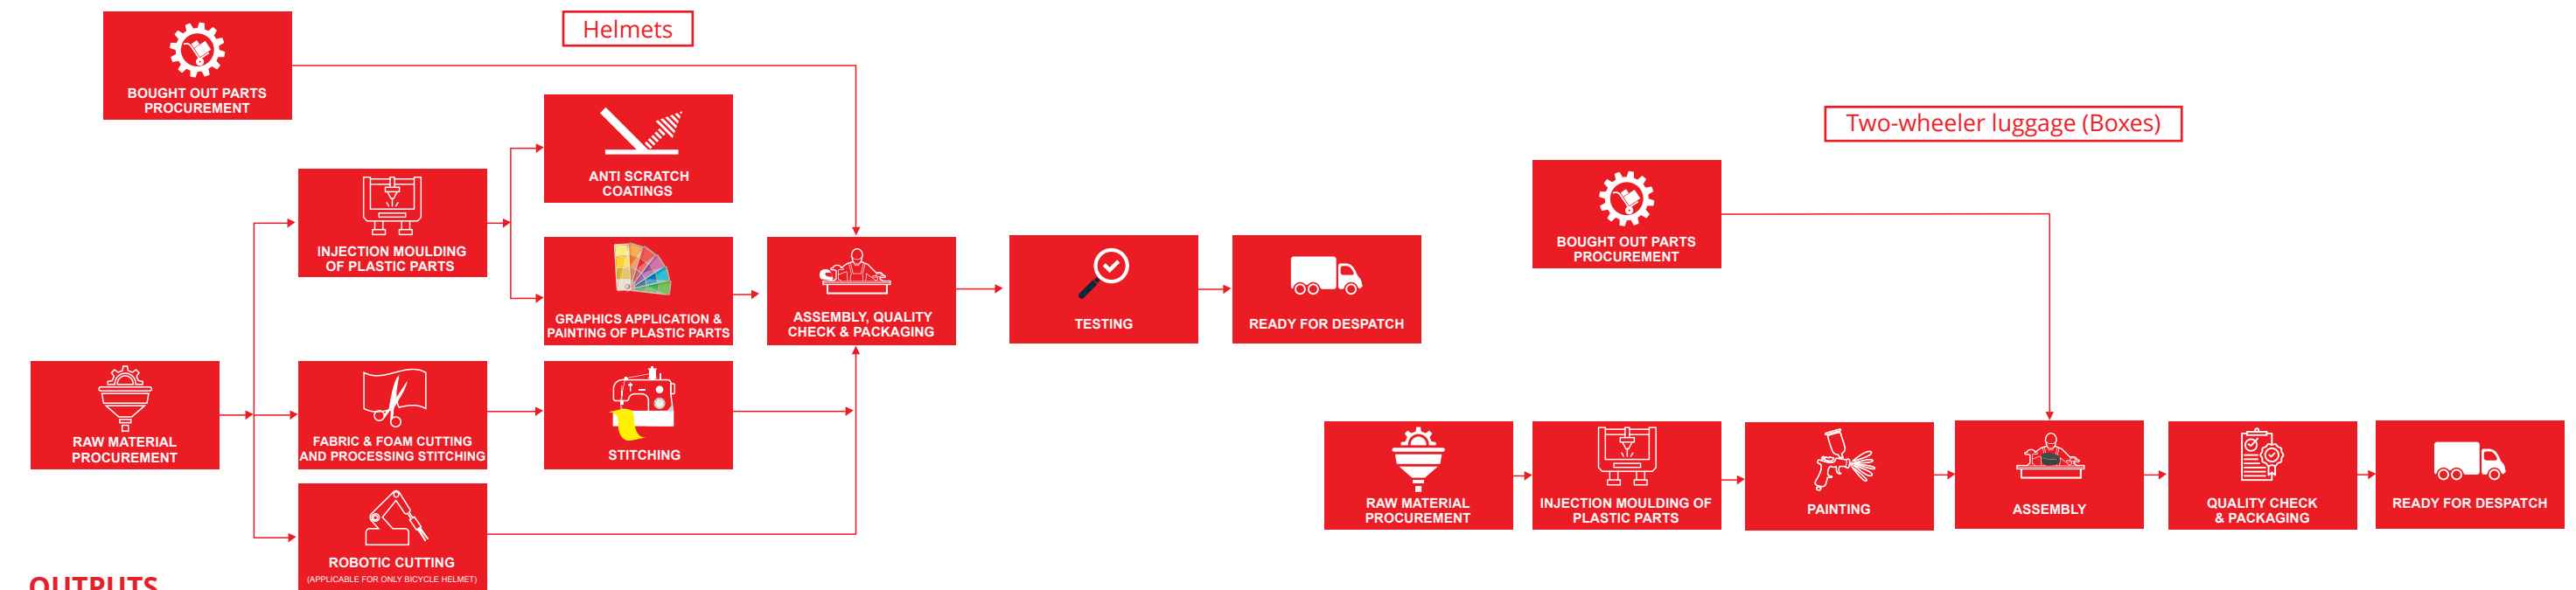 Helmets
BOUGHT OUT PARTS
PROCUREMENT
ANTI SCRATCH
COATINGS
INJECTION MOULDING
OF PLASTIC PARTS
GRAPHICS APPLICATION &
PAINTING OF PLASTIC PARTS
ASSEMBLY, QUALITY
CHECK & PACKAGING
TESTING
READY FOR DESPATCH
RAW MATERIAL
PROCUREMENT
FABRIC & FOAM CUTTING
AND PROCESSING STITCHING
STITCHING
ROBOTIC CUTTING
(APPLICABLE FOR ONLY BICYCLE HELMET)
Two-wheeler luggage (Boxes)
BOUGHT OUT PARTS
PROCUREMENT
RAW MATERIAL
PROCUREMENT
INJECTION MOULDING OF
PLASTIC PARTS
PAINTING
ASSEMBLY
QUALITY CHECK
& PACKAGING
READY FOR DESPATCH
OUTPUTS